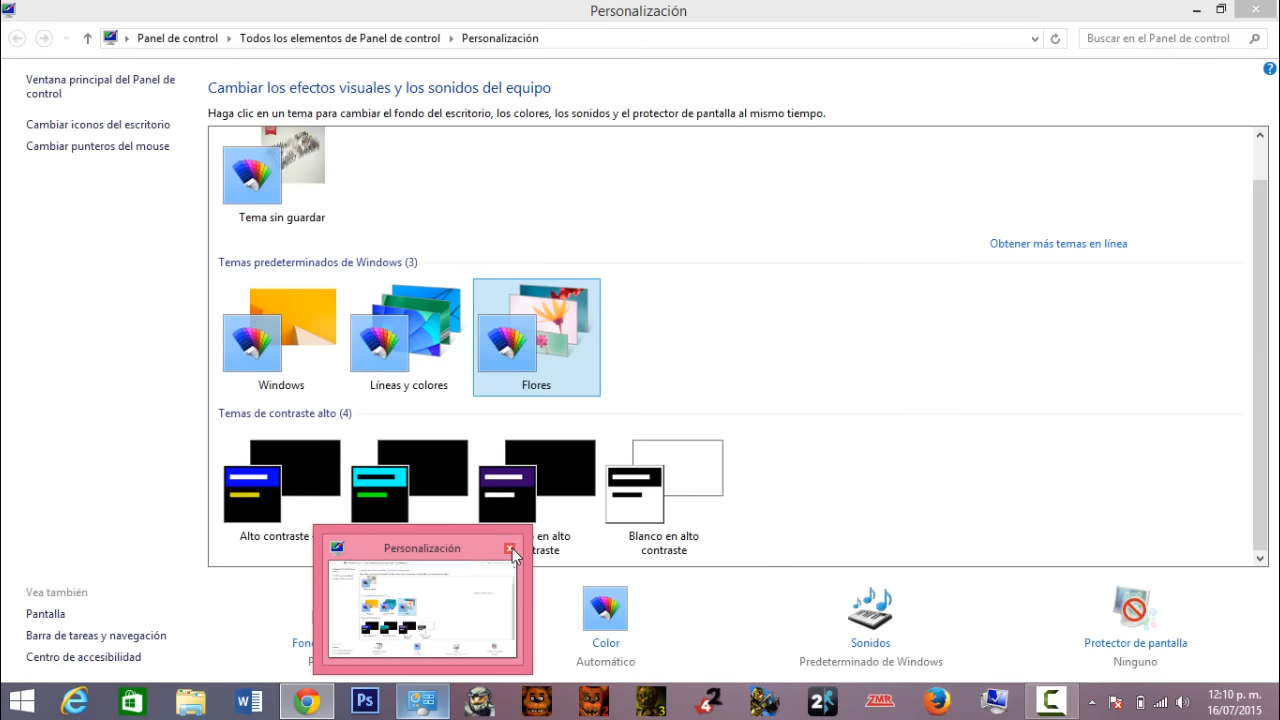 Personalización
Panel de control
Todos los elementos de Panel de control
Personalización
Buscar en el Panel de control
Ventana principal del Panel de
control
Cambiar iconos del escritorio
Cambiar punteros del mouse
Cambiar los efectos visuales y los sonidos del equipo
Haga clic en un tema para cambiar el fondo del escritorio, los colores, los sonidos y el protector de pantalla al mismo tiempo.
Tema sin guardar
Obtener más temas en línea
Temas predeterminados de Windows (3)
Windows
Líneas y colores
Flores
Temas de contraste alto (4)
Alto contraste
en alto
Blanco en alto
contraste
Personalización
Vea también
Pantalla
Barra de tareas y navegación
Centro de accesibilidad
Color
Automático
Sonidos
Predeterminado de Windows
Protector de pantalla
Ninguno
Ps
2K
ZMR
12:10 p. m.
16/07/2015